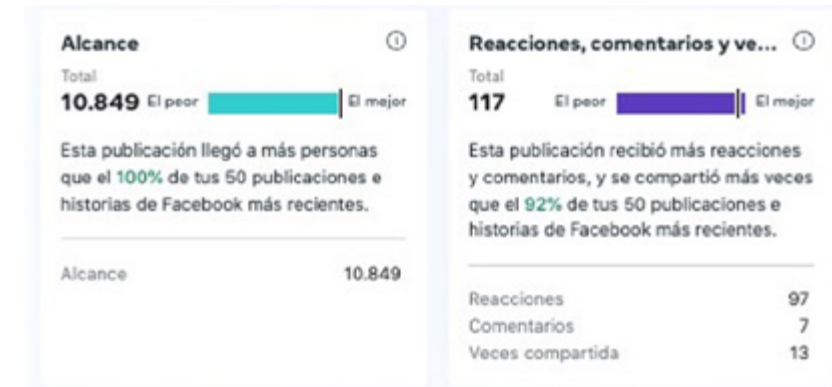 Alcance
Total
10.849 El peor El mejor
Esta publicación llegó a más personas
que el 100% de tus 50 publicaciones e
historias de Facebook más recientes.
Alcance 10.849
Reacciones, comentarios y ve...
Total
117 El peor El mejor
Esta publicación recibió más reacciones
y comentarios, y se compartió más veces
que el 92% de tus 50 publicaciones e
historias de Facebook más recientes.
Reacciones 97
Comentarios 7
Veces compartida 13